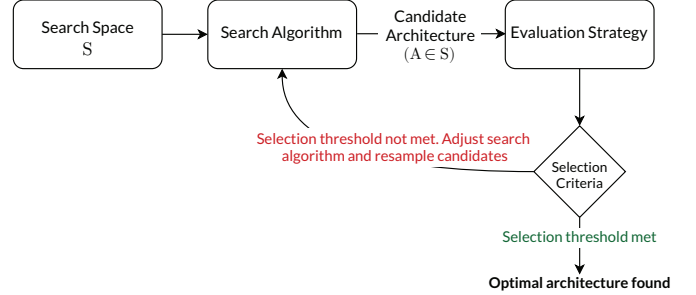 Search Space
S
Search Algorithm
Candidate
Architecture
(A ∈ S)
Evaluation Strategy
Selection threshold not met. Adjust search
algorithm and resample candidates
Selection
Criteria
Selection threshold met
Optimal architecture found